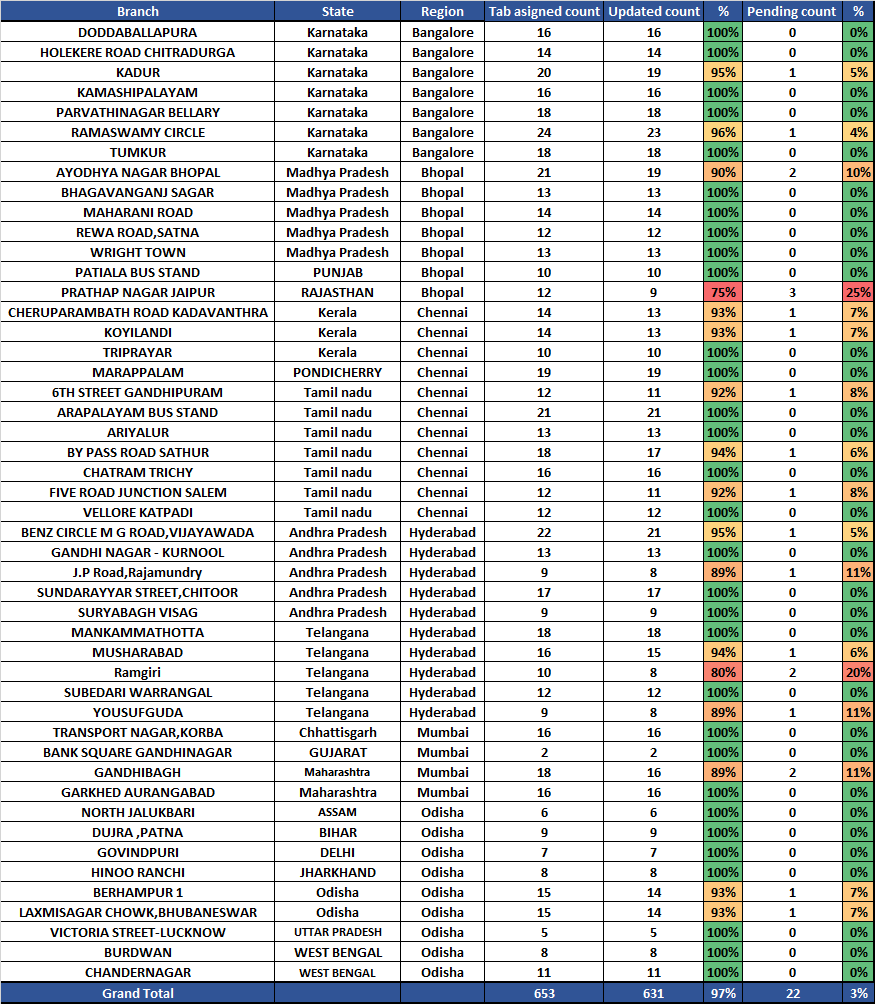 Branch State Region Tab asigned count Updated count % Pending count %
DODDABALLAPURA Karnataka Bangalore 16 16 100% 0 0%
HOLEKERE ROAD CHITRADURGA Karnataka Bangalore 14 14 100% 0 0%
KADUR Karnataka Bangalore 20 19 95% 1 5%
KAMASHIPALAYAM Karnataka Bangalore 16 16 100% 0 0%
PARVATHINAGAR BELLARY Karnataka Bangalore 18 18 100% 0 0%
RAMASWAMY CIRCLE Karnataka Bangalore 24 23 96% 1 4%
TUMKUR Karnataka Bangalore 18 18 100% 0 0%
AYODHYA NAGAR BHOPAL Madhya Pradesh Bhopal 21 19 90% 2 10%
BHAGAVANGANJ SAGAR Madhya Pradesh Bhopal 13 13 100% 0 0%
MAHARANI ROAD Madhya Pradesh Bhopal 14 14 100% 0 0%
REWA ROAD,SATNA Madhya Pradesh Bhopal 12 12 100% 0 0%
WRIGHT TOWN Madhya Pradesh Bhopal 13 13 100% 0 0%
PATIALA BUS STAND PUNJAB Bhopal 10 10 100% 0 0%
PRATHAP NAGAR JAIPUR RAJASTHAN Bhopal 12 9 75% 3 25%
CHERUPARAMBATH ROAD KADAVANTHRA Kerala Chennai 14 13 93% 1 7%
KOYILANDI Kerala Chennai 14 13 93% 1 7%
TRIPRAYAR Kerala Chennai 10 10 100% 0 0%
MARAPPALAM PONDICHERRY Chennai 19 19 100% 0 0%
6TH STREET GANDHIPURAM Tamil nadu Chennai 12 11 92% 1 8%
ARAPALAYAM BUS STAND Tamil nadu Chennai 21 21 100% 0 0%
ARIYALUR Tamil nadu Chennai 13 13 100% 0 0%
BY PASS ROAD SATHUR Tamil nadu Chennai 18 17 94% 1 6%
CHATRAM TRICHY Tamil nadu Chennai 16 16 100% 0 0%
FIVE ROAD JUNCTION SALEM Tamil nadu Chennai 12 11 92% 1 8%
VELLORE KATPADI Tamil nadu Chennai 12 12 100% 0 0%
BENZ CIRCLE M G ROAD,VIJAYAWADA Andhra Pradesh Hyderabad 22 21 95% 1 5%
GANDHI NAGAR - KURNOOL Andhra Pradesh Hyderabad 13 13 100% 0 0%
J.P Road,Rajamundry Andhra Pradesh Hyderabad 9 8 89% 1 11%
SUNDARAYYAR STREET,CHITOOR Andhra Pradesh Hyderabad 17 17 100% 0 0%
SURYABAGH VISAG Andhra Pradesh Hyderabad 9 9 100% 0 0%
MANKAMMATHOTTA Telangana Hyderabad 18 18 100% 0 0%
MUSHARABAD Telangana Hyderabad 16 15 94% 1 6%
Ramgiri Telangana Hyderabad 10 8 80% 2 20%
SUBEDARI WARRANGAL Telangana Hyderabad 12 12 100% 0 0%
YOUSUFGUDA Telangana Hyderabad 9 8 89% 1 11%
TRANSPORT NAGAR,KORBA Chhattisgarh Mumbai 16 16 100% 0 0%
BANK SQUARE GANDHINAGAR GUJARAT Mumbai 2 2 100% 0 0%
GANDHIBAGH Maharashtra Mumbai 18 16 89% 2 11%
GARKHED AURANGABAD Maharashtra Mumbai 16 16 100% 0 0%
NORTH JALUKBARI ASSAM Odisha 6 6 100% 0 0%
DUJRA ,PATNA BIHAR Odisha 9 9 100% 0 0%
GOVINDPURI DELHI Odisha 7 7 100% 0 0%
HINOO RANCHI JHARKHAND Odisha 8 8 100% 0 0%
BERHAMPUR 1 Odisha Odisha 15 14 93% 1 7%
LAXMISAGAR CHOWK,BHUBANESWAR Odisha Odisha 15 14 93% 1 7%
VICTORIA STREET-LUCKNOW UTTAR PRADESH Odisha 5 5 100% 0 0%
BURDWAN WEST BENGAL Odisha 8 8 100% 0 0%
CHANDERNAGAR WEST BENGAL Odisha 11 11 100% 0 0%
Grand Total 653 631 97% 22 3%